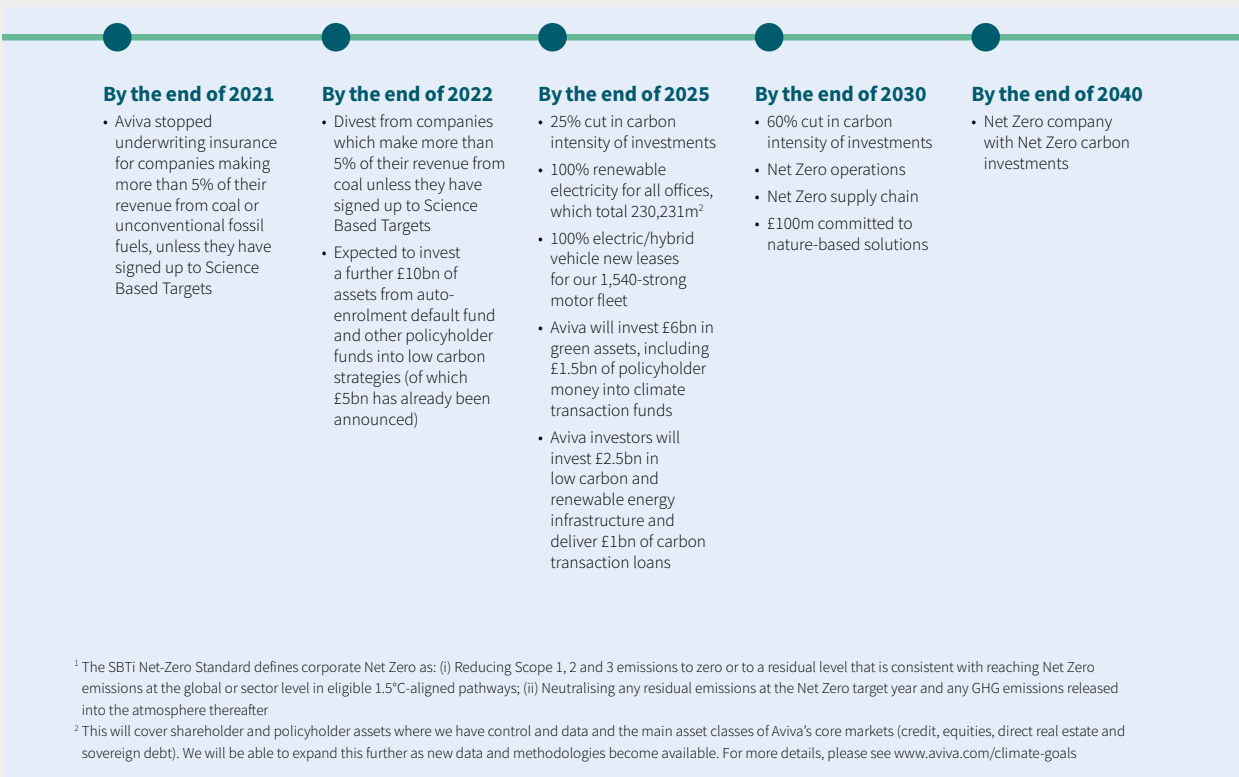 By the end of 2021
• Aviva stopped
underwriting insurance
for companies making
more than 5% of their
revenue from coal or
unconventional fossil
fuels, unless they have
signed up to Science
Based Targets
By the end of 2022
• Divest from companies
which make more than
5% of their revenue from
coal unless they have
signed up to Science
Based Targets
• Expected to invest
a further £10bn of
assets from auto-
enrolment default fund
and other policyholder
funds into low carbon
strategies (of which
£5bn has already been
announced)
By the end of 2025
• 25% cut in carbon
intensity of investments
• 100% renewable
electricity for all offices,
which total 230,231m²
• 100% electric/hybrid
vehicle new leases
for our 1,540-strong
motor fleet
• Aviva will invest £6bn in
green assets, including
£1.5bn of policyholder
money into climate
transaction funds
• Aviva investors will
invest £2.5bn in
low carbon and
renewable energy
infrastructure and
deliver £1bn of carbon
transaction loans
By the end of 2030
• 60% cut in carbon
intensity of investments
• Net Zero operations
• Net Zero supply chain
• £100m committed to
nature-based solutions
By the end of 2040
• Net Zero company
with Net Zero carbon
investments
¹ The SBTi Net-Zero Standard defines corporate Net Zero as: (i) Reducing Scope 1, 2 and 3 emissions to zero or to a residual level that is consistent with reaching Net Zero
emissions at the global or sector level in eligible 1.5°C-aligned pathways; (ii) Neutralising any residual emissions at the Net Zero target year and any GHG emissions released
into the atmosphere thereafter
² This will cover shareholder and policyholder assets where we have control and data and the main asset classes of Aviva's core markets (credit, equities, direct real estate and
sovereign debt). We will be able to expand this further as new data and methodologies become available. For more details, please see www.aviva.com/climate-goals